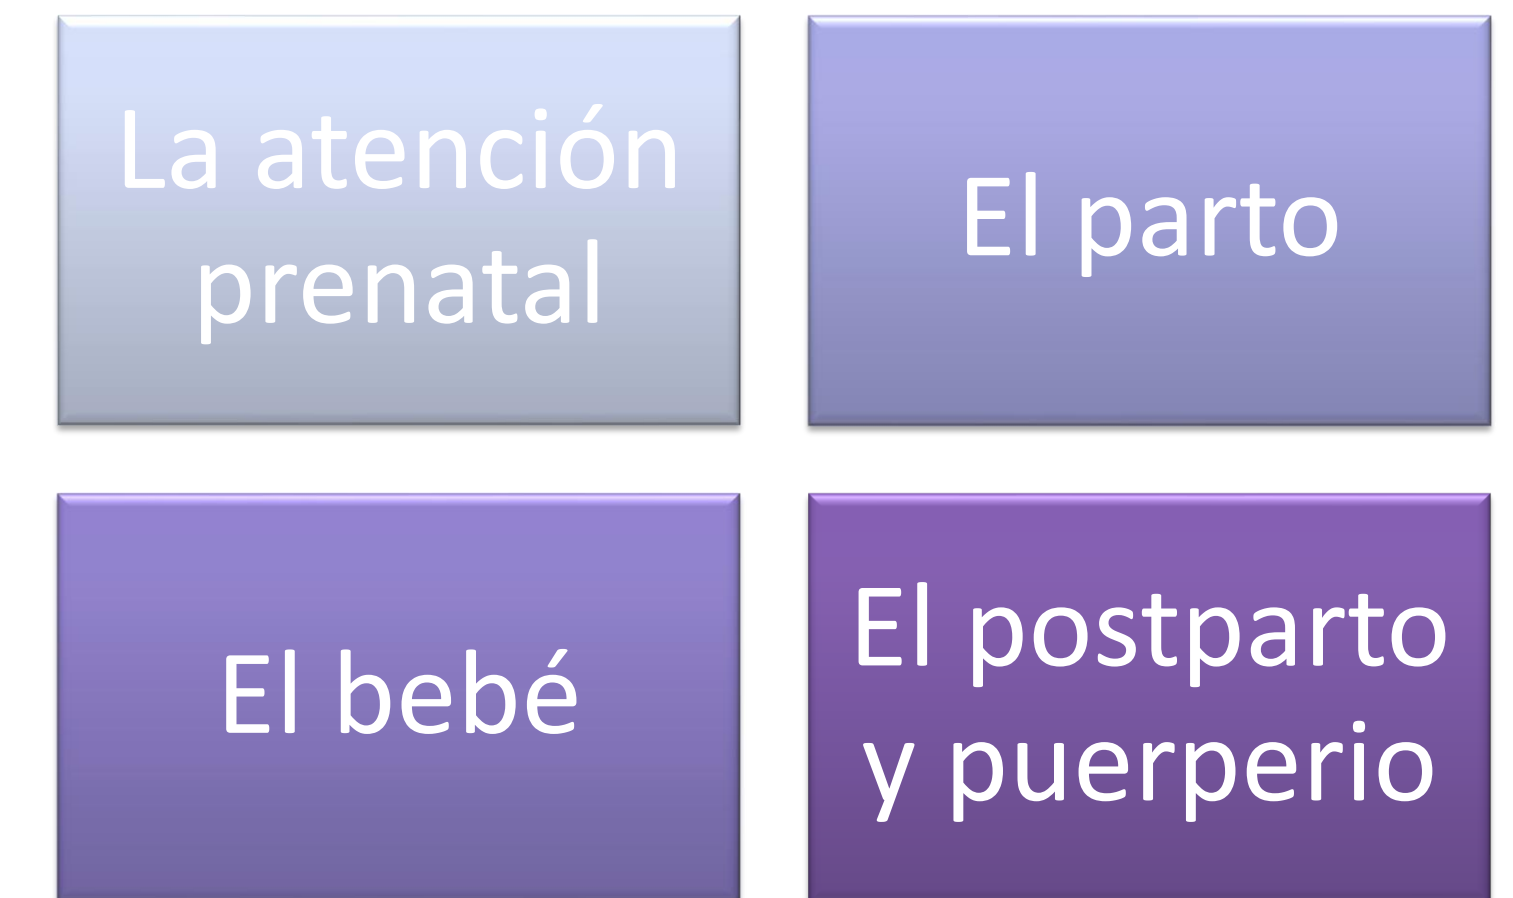 La atención
prenatal
El parto
El bebé
El postparto
y puerperio